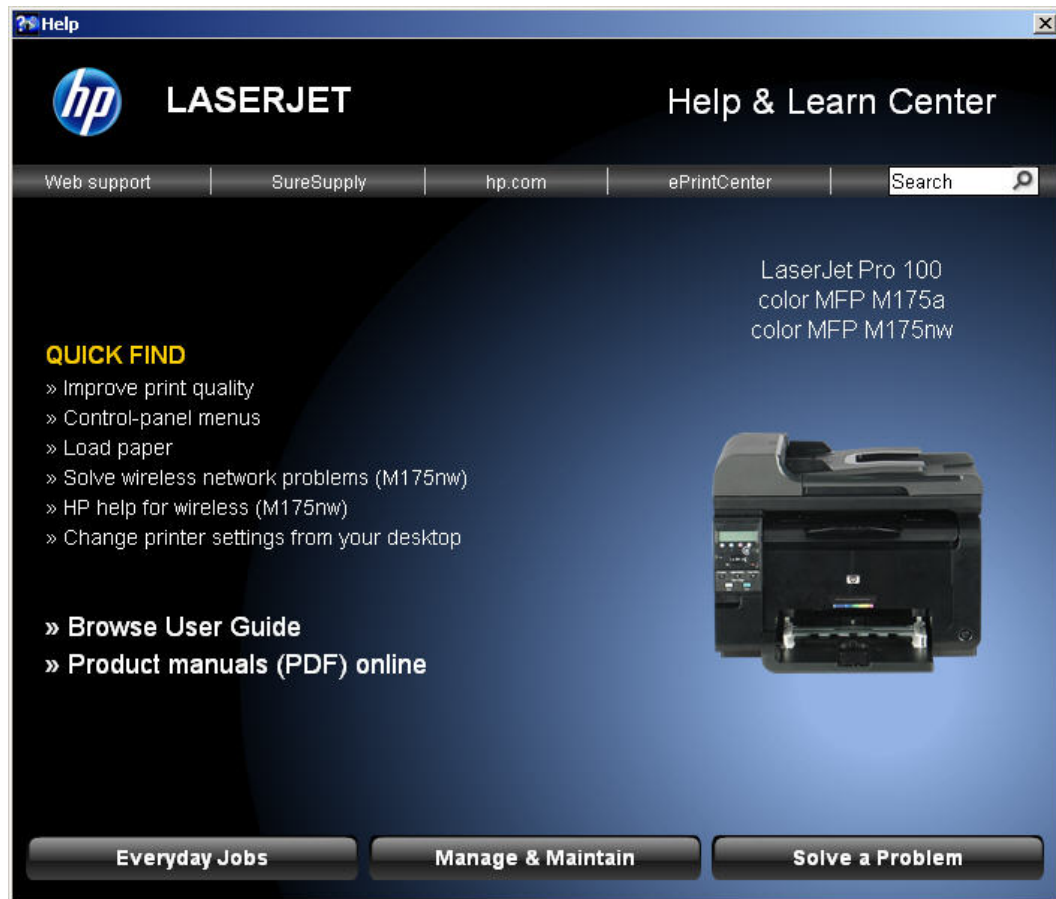 Help
hp LASERJET
Help & Learn Center
Web support SureSupply hp.com ePrintCenter Search
LaserJet Pro 100
color MFP M175a
color MFP M175nw
QUICK FIND
» Improve print quality
» Control-panel menus
» Load paper
» Solve wireless network problems (M175nw)
» HP help for wireless (M175nw)
» Change printer settings from your desktop
» Browse User Guide
» Product manuals (PDF) online
Everyday Jobs Manage & Maintain Solve a Problem